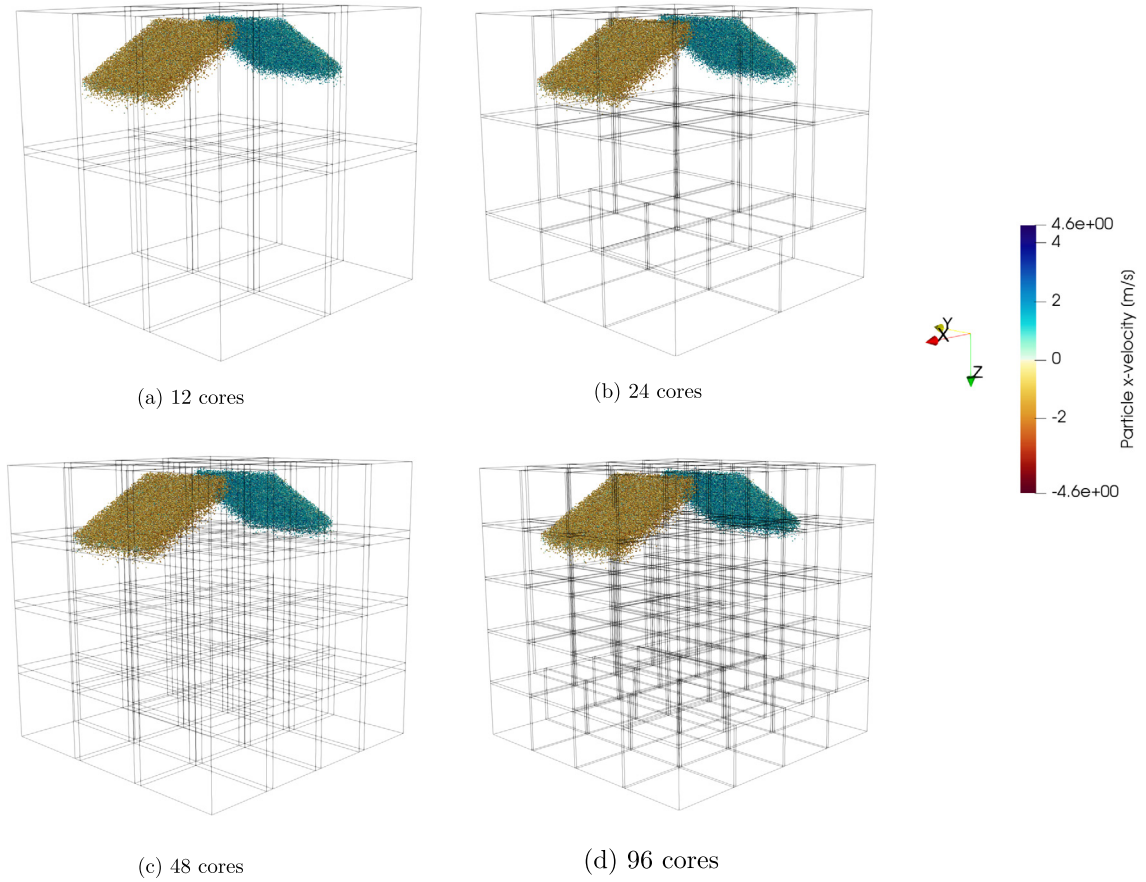 (a) 12 cores
(b) 24 cores
Y
X
Z
4.6e+00
4
2
0
-2
-4.6e+00
Particle x-velocity (m/s)
(c) 48 cores
(d) 96 cores